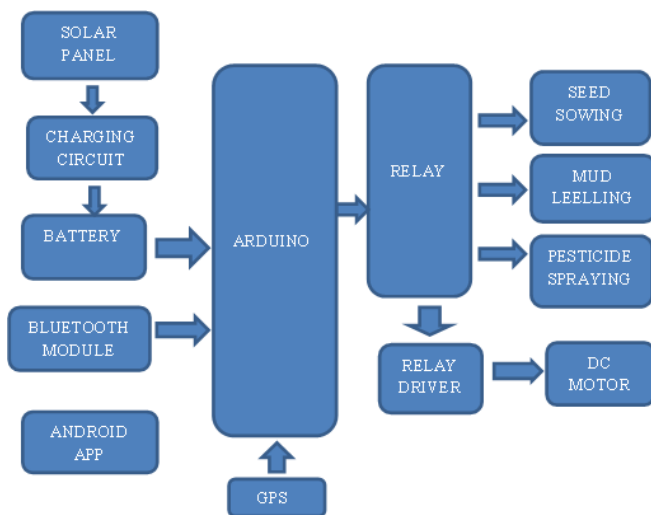 SOLAR
PANEL
CHARGING
CIRCUIT
BATTERY
BLUETOOTH
MODULE
ANDROID
APP
ARDUINO
GPS
RELAY
RELAY
DRIVER
SEED
SOWING
MUD
LEELLING
PESTICIDE
SPRAYING
DC
MOTOR